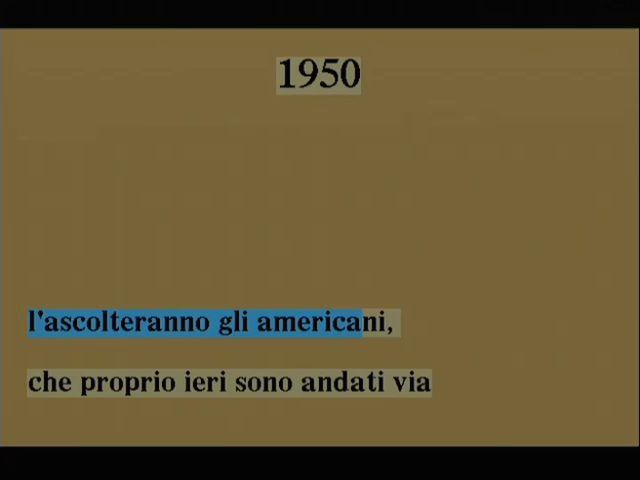 1950
l'ascolteranno gli americani,
che proprio ieri sono andati via